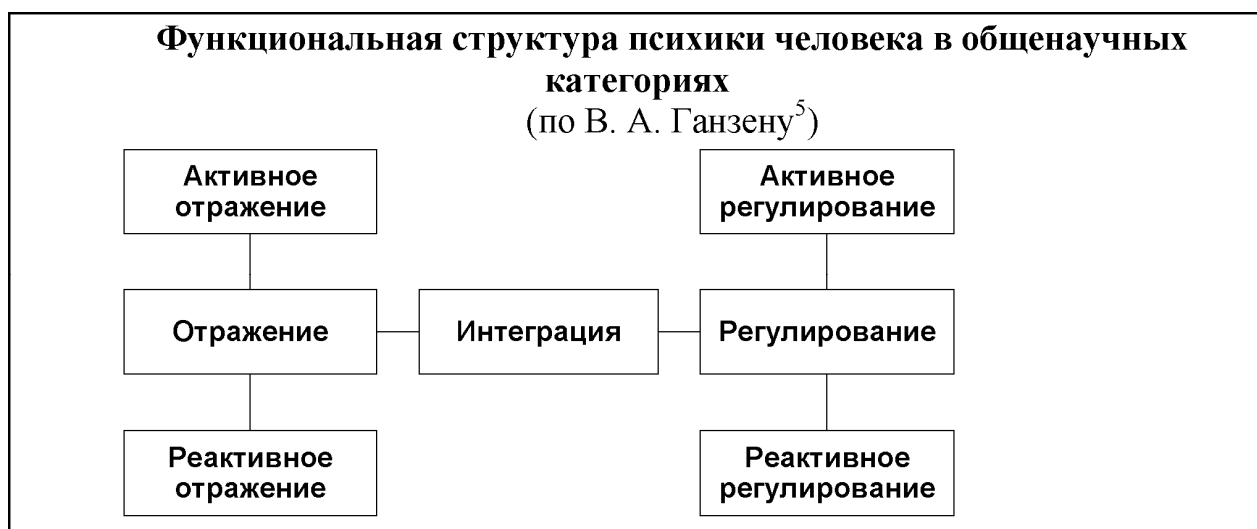 Функциональная структура психики человека в общенаучных
категориях
(по В. А. Ганзену⁵)
Активное
отражение
Активное
регулирование
Отражение
Интеграция
Регулирование
Реактивное
отражение
Реактивное
регулирование